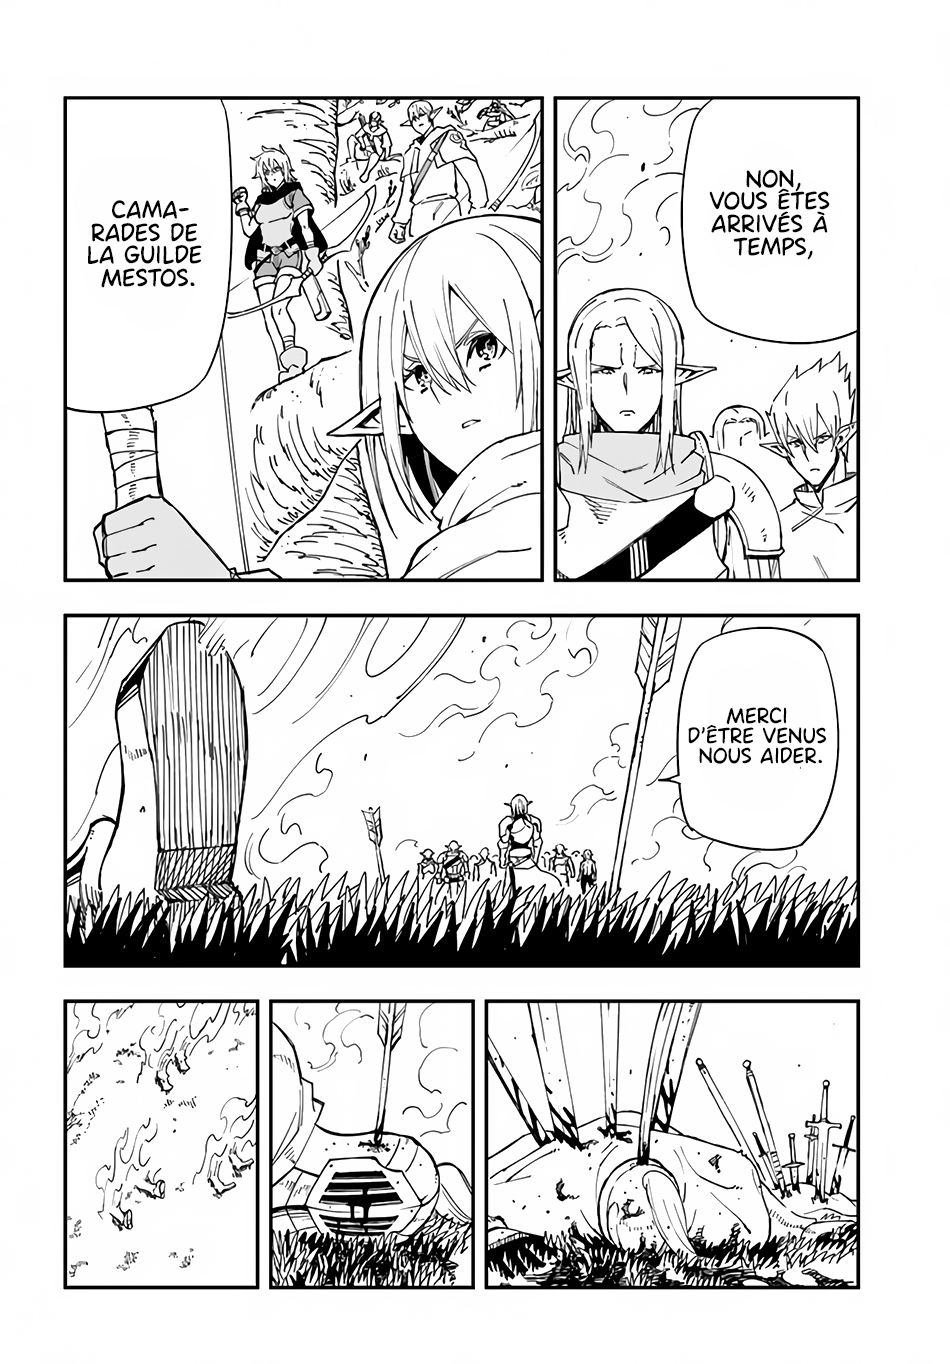 NON,
VOUS ÊTES
ARRIVÉS À
TEMPS,
CAMA-
RADES DE
LA GUILDE
MESTOS.
MERCI
D'ÊTRE VENUS
NOUS AIDER.